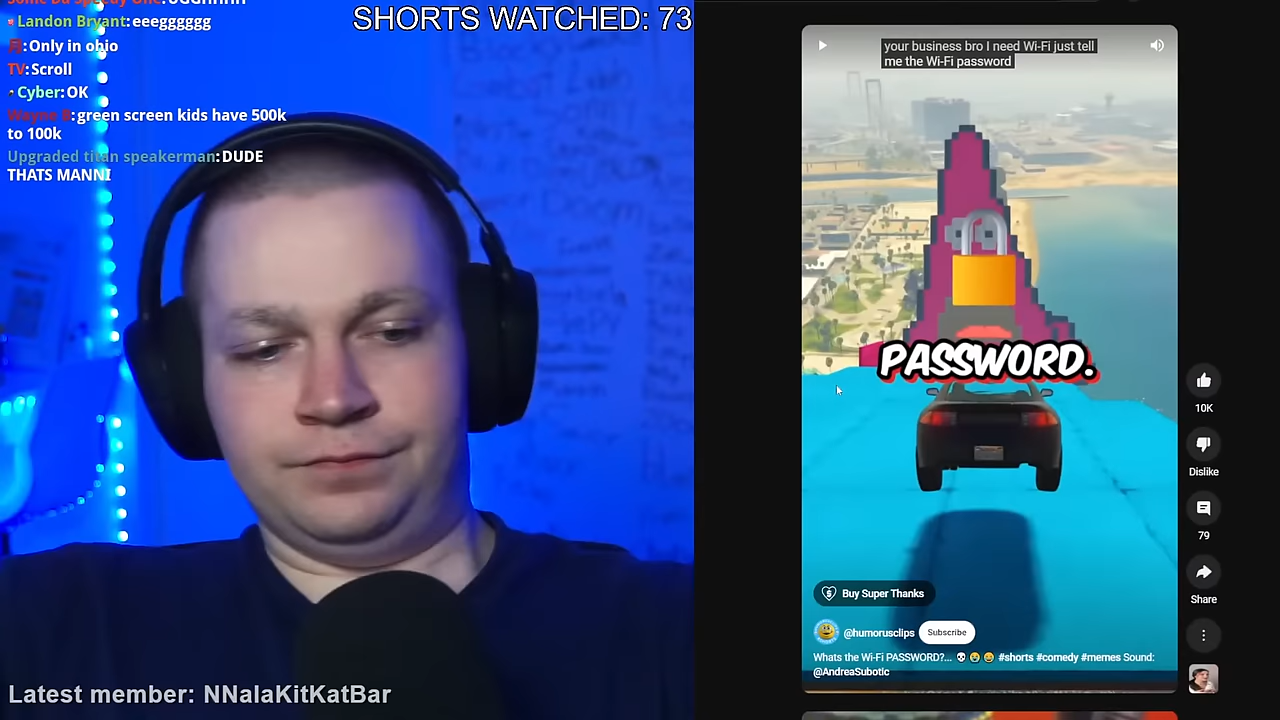 SHORTS WATCHED: 73
Landon Bryant:eeegggggg
:Only in ohio
TV:Scroll
Cyber:OK
Wayne B:green screen kids have 500k
to 100k
Upgraded titan speakerman:DUDE
THATS MANNI
Latest member: NNalaKitKatBar
your business bro I need Wi-Fi just tell
me the Wi-Fi password
PASSWORD.
10K
Dislike
79
Share
Buy Super Thanks
@humorusclips
Subscribe
Whats the Wi-Fi PASSWORD?... 💀😭😂 #shorts #comedy #memes Sound:
@AndreaSubotic